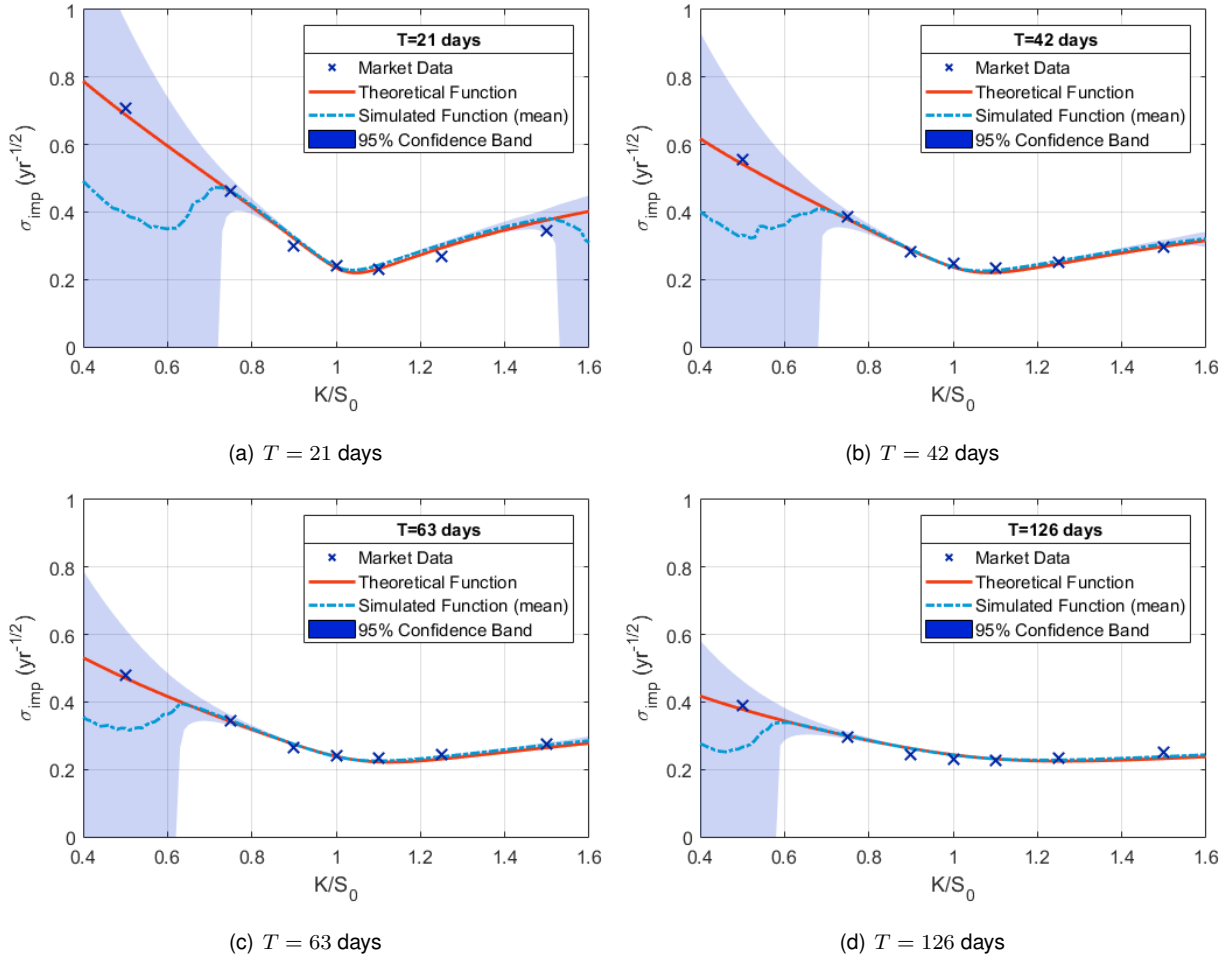 T=21 days
Market Data
Theoretical Function
Simulated Function (mean)
95% Confidence Band
1
0.8
0.6
0.4
0.2
0
σimp (yr-1/2)
0.4 0.6 0.8 1 1.2 1.4 1.6
K/S0
(a) T = 21 days
T=42 days
Market Data
Theoretical Function
Simulated Function (mean)
95% Confidence Band
1
0.8
0.6
0.4
0.2
0
σimp (yr-1/2)
0.4 0.6 0.8 1 1.2 1.4 1.6
K/S0
(b) T = 42 days
T=63 days
Market Data
Theoretical Function
Simulated Function (mean)
95% Confidence Band
1
0.8
0.6
0.4
0.2
0
σimp (yr-1/2)
0.4 0.6 0.8 1 1.2 1.4 1.6
K/S0
(c) T = 63 days
T=126 days
Market Data
Theoretical Function
Simulated Function (mean)
95% Confidence Band
1
0.8
0.6
0.4
0.2
0
σimp (yr-1/2)
0.4 0.6 0.8 1 1.2 1.4 1.6
K/S0
(d) T = 126 days